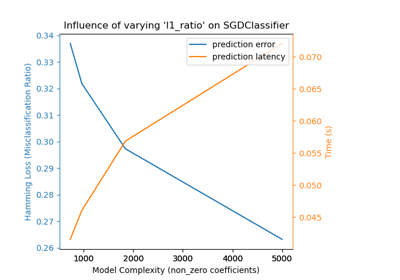 Influence of varying 'l1_ratio' on SGDClassifier
prediction error
prediction latency
Hamming Loss (Misclassification Ratio)
0.34
0.33
0.32
0.31
0.30
0.29
0.28
0.27
0.26
0.070
0.065
0.060
0.055
0.050
0.045
Time (s)
1000 2000 3000 4000 5000
Model Complexity (non_zero coefficients)